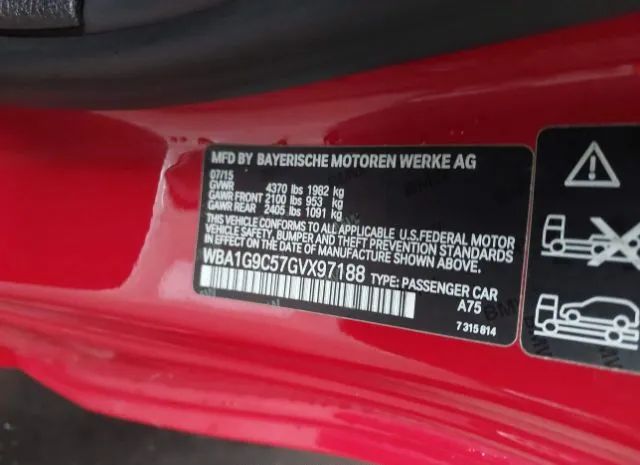 MFD BY BAYERISCHE MOTOREN WERKE AG
07/15
GVWR 4370 lbs 1982 kg
GAWR FRONT 2100 lbs 953 kg
GAWR REAR 2405 lbs 1091 kg
THIS VEHICLE CONFORMS TO ALL APPLICABLE U.S.FEDERAL MOTOR
VEHICLE SAFETY, BUMPER AND THEFT PREVENTION STANDARDS
IN EFFECT ON THE DATE OF MANUFACTURE SHOWN ABOVE.
WBA1G9C57GVX97188 TYPE: PASSENGER CAR
A75
7 315 814